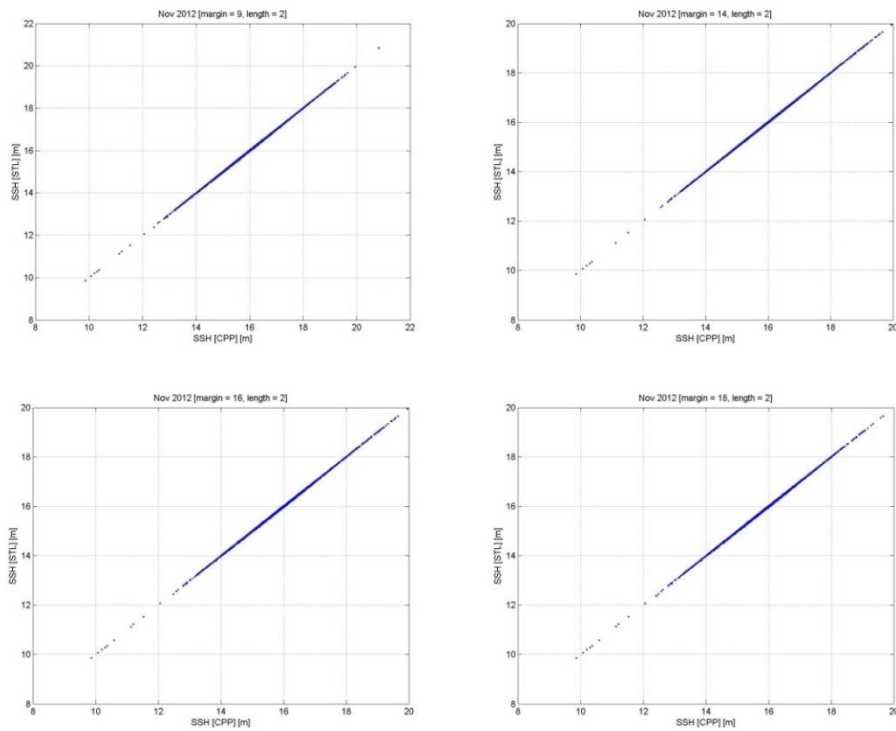 Nov 2012 [margin = 9, length = 2]
22
20
18
16
14
12
10
8
SSH [STL] [m]
8 10 12 14 16 18 20 22
SSH [CPP] [m]
Nov 2012 [margin = 14, length = 2]
20
18
16
14
12
10
8
SSH [STL] [m]
8 10 12 14 16 18 20
SSH [CPP] [m]
Nov 2012 [margin = 16, length = 2]
20
18
16
14
12
10
8
SSH [STL] [m]
8 10 12 14 16 18 20
SSH [CPP] [m]
Nov 2012 [margin = 18, length = 2]
20
18
16
14
12
10
8
SSH [STL] [m]
8 10 12 14 16 18 20
SSH [CPP] [m]